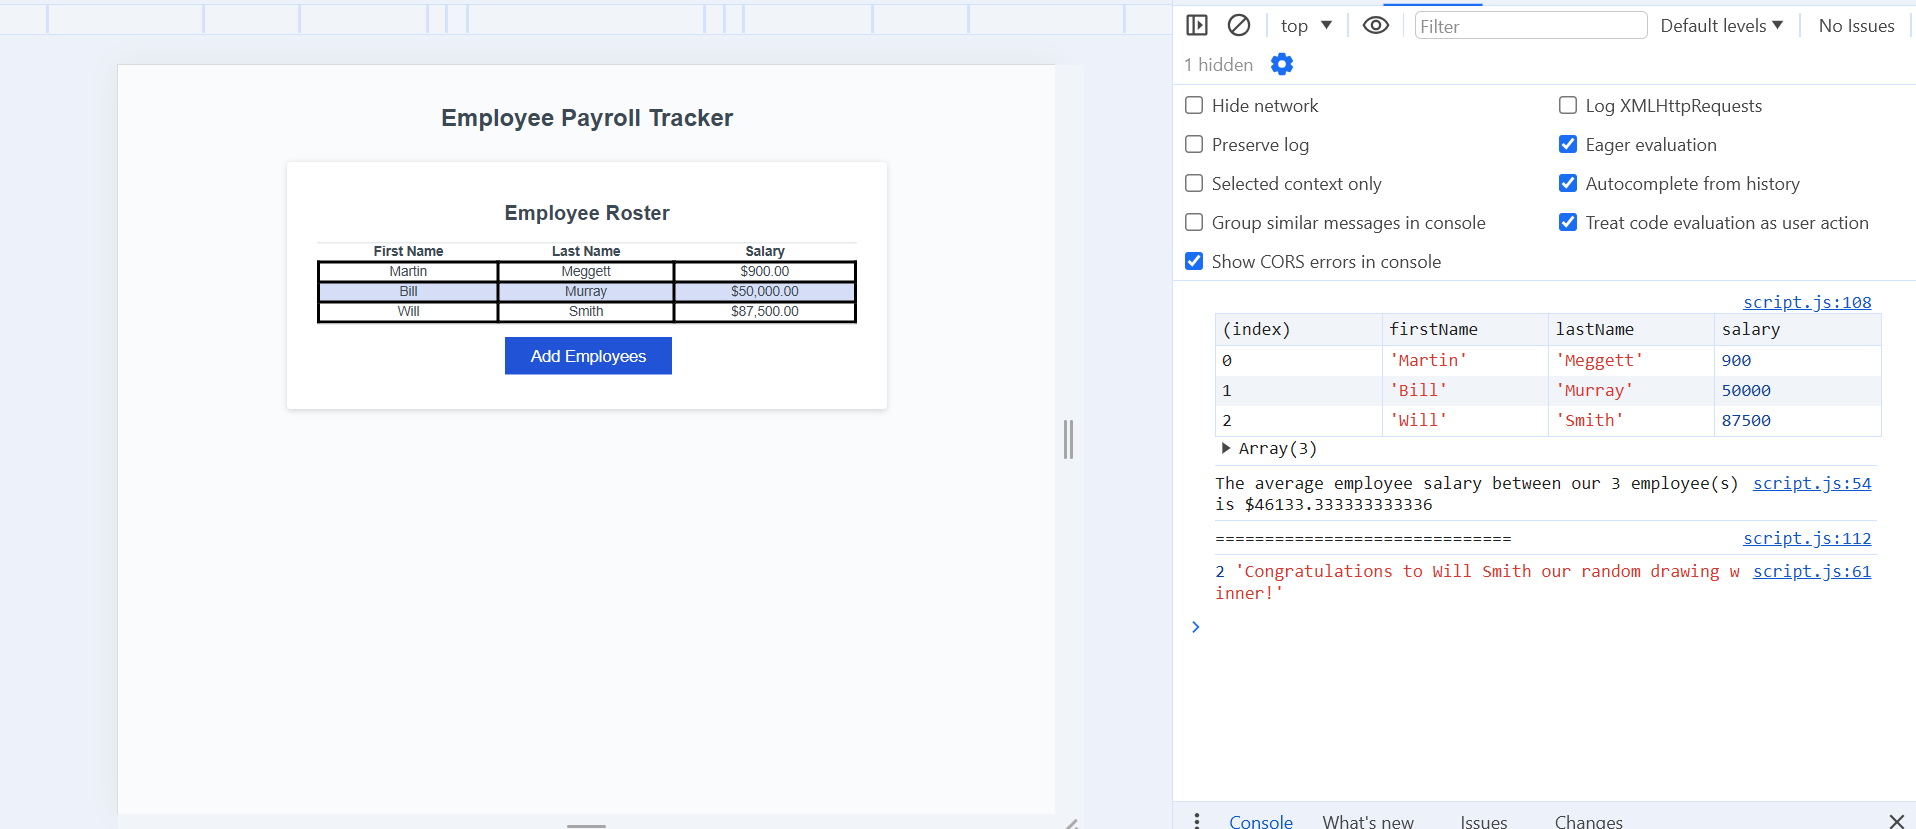 Employee Payroll Tracker
Employee Roster
First Name Last Name Salary
Martin Meggett $900.00
Bill Murray $50,000.00
Will Smith $87,500.00
Add Employees
top Filter Default levels No Issues
1 hidden
Hide network Log XMLHttpRequests
Preserve log Eager evaluation
Selected context only Autocomplete from history
Group similar messages in console Treat code evaluation as user action
Show CORS errors in console
script.js:108
(index) firstName lastName salary
0 'Martin' 'Meggett' 900
1 'Bill' 'Murray' 50000
2 'Will' 'Smith' 87500
Array(3)
The average employee salary between our 3 employee(s) script.js:54
is $46133.333333333336
============================== script.js:112
2 'Congratulations to Will Smith our random drawing w script.js:61
inner!'
Console What's new Issues Changes